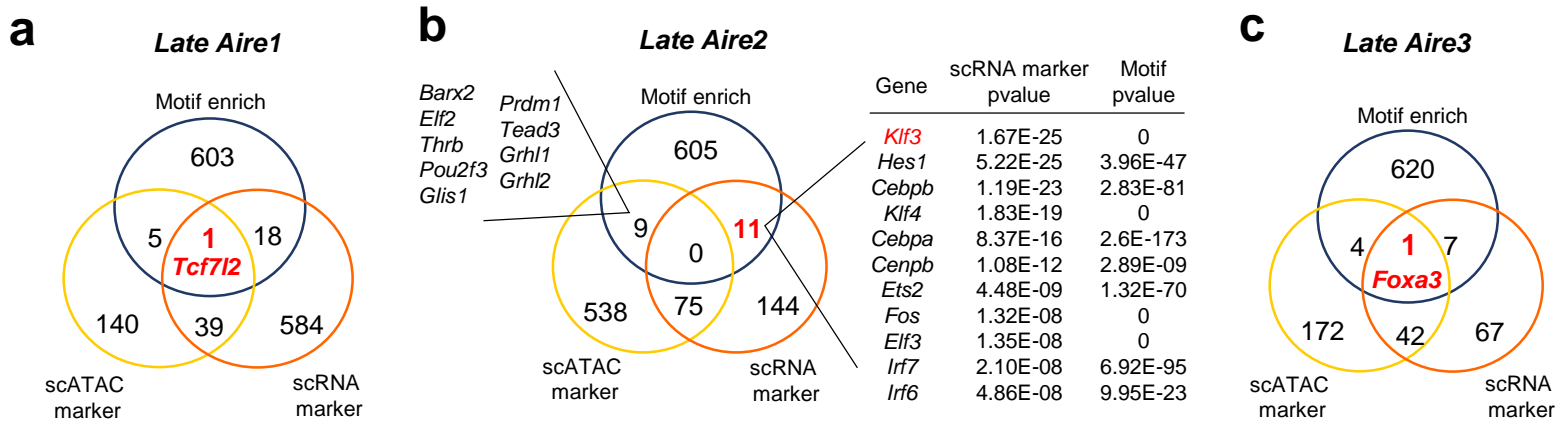 a
Late Aire1
Motif enrich
603
5
1
18
Tcf7l2
140
39
584
scATAC
marker
scRNA
marker
b
Late Aire2
Barx2
Elf2
Thrb
Pou2f3
Glis1
Prdm1
Tead3
Grhl1
Grhl2
Motif enrich
605
9
11
0
538
75
144
scATAC
marker
scRNA
marker
Gene scRNA marker pvalue Motif pvalue
Klf3 1.67E-25 0
Hes1 5.22E-25 3.96E-47
Cebpb 1.19E-23 2.83E-81
Klf4 1.83E-19 0
Cebpa 8.37E-16 2.6E-173
Cenpb 1.08E-12 2.89E-09
Ets2 4.48E-09 1.32E-70
Fos 1.32E-08 0
Elf3 1.35E-08 0
Irf7 2.10E-08 6.92E-95
Irf6 4.86E-08 9.95E-23
c
Late Aire3
Motif enrich
620
4
1
7
Foxa3
172
42
67
scATAC
marker
scRNA
marker